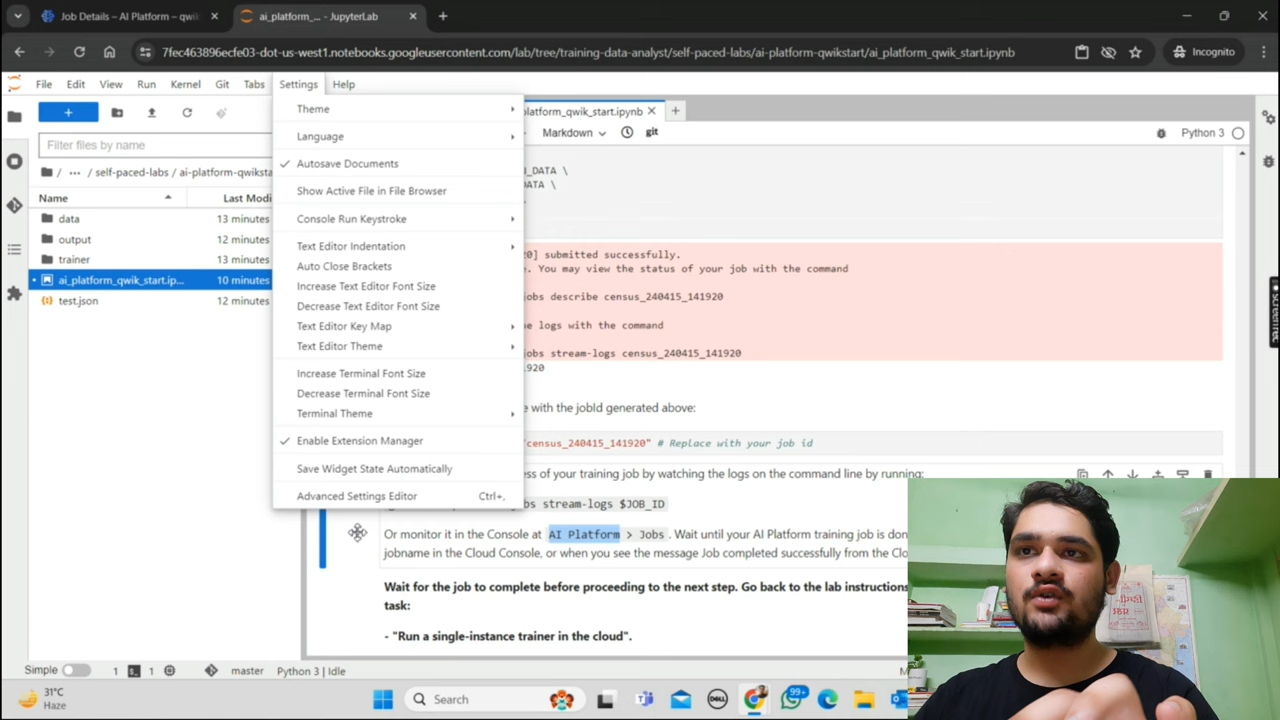 Job Details – AI Platform – qwi
ai_platform_... - JupyterLab
7fec463896ecfe03-dot-us-west1.notebooks.googleusercontent.com/lab/tree/training-data-analyst/self-paced-labs/ai-platform-qwikstart/ai_platform_qwik_start.ipynb
Incognito
File Edit View Run Kernel Git Tabs Settings Help
Filter files by name
/ ··· / self-paced-labs / ai-platform-qwiksta
Name Last Modi
data 13 minutes
output 12 minutes
trainer 13 minutes
ai_platform_qwik_start.ip... 10 minutes
test.json 12 minutes
Theme
Language
Autosave Documents
Show Active File in File Browser
Console Run Keystroke
Text Editor Indentation
Auto Close Brackets
Increase Text Editor Font Size
Decrease Text Editor Font Size
Text Editor Key Map
Text Editor Theme
Increase Terminal Font Size
Decrease Terminal Font Size
Terminal Theme
Enable Extension Manager
Save Widget State Automatically
Advanced Settings Editor Ctrl+,
platform_qwik_start.ipynb
Markdown git Python 3
N_DATA \
DATA \
0] submitted successfully.
e. You may view the status of your job with the command
obs describe census_240415_141920
he logs with the command
obs stream-logs census_240415_141920
1920
e with the jobId generated above:
"census_240415_141920" # Replace with your job id
ess of your training job by watching the logs on the command line by running:
bs stream-logs $JOB_ID
Or monitor it in the Console at AI Platform > Jobs . Wait until your AI Platform training job is don
jobname in the Cloud Console, or when you see the message Job completed successfully from the Clo
Wait for the job to complete before proceeding to the next step. Go back to the lab instructions
task:
- "Run a single-instance trainer in the cloud".
Simple 1 1 master Python 3 | Idle
31°C
Haze
Search
DELL
99+
screenrec